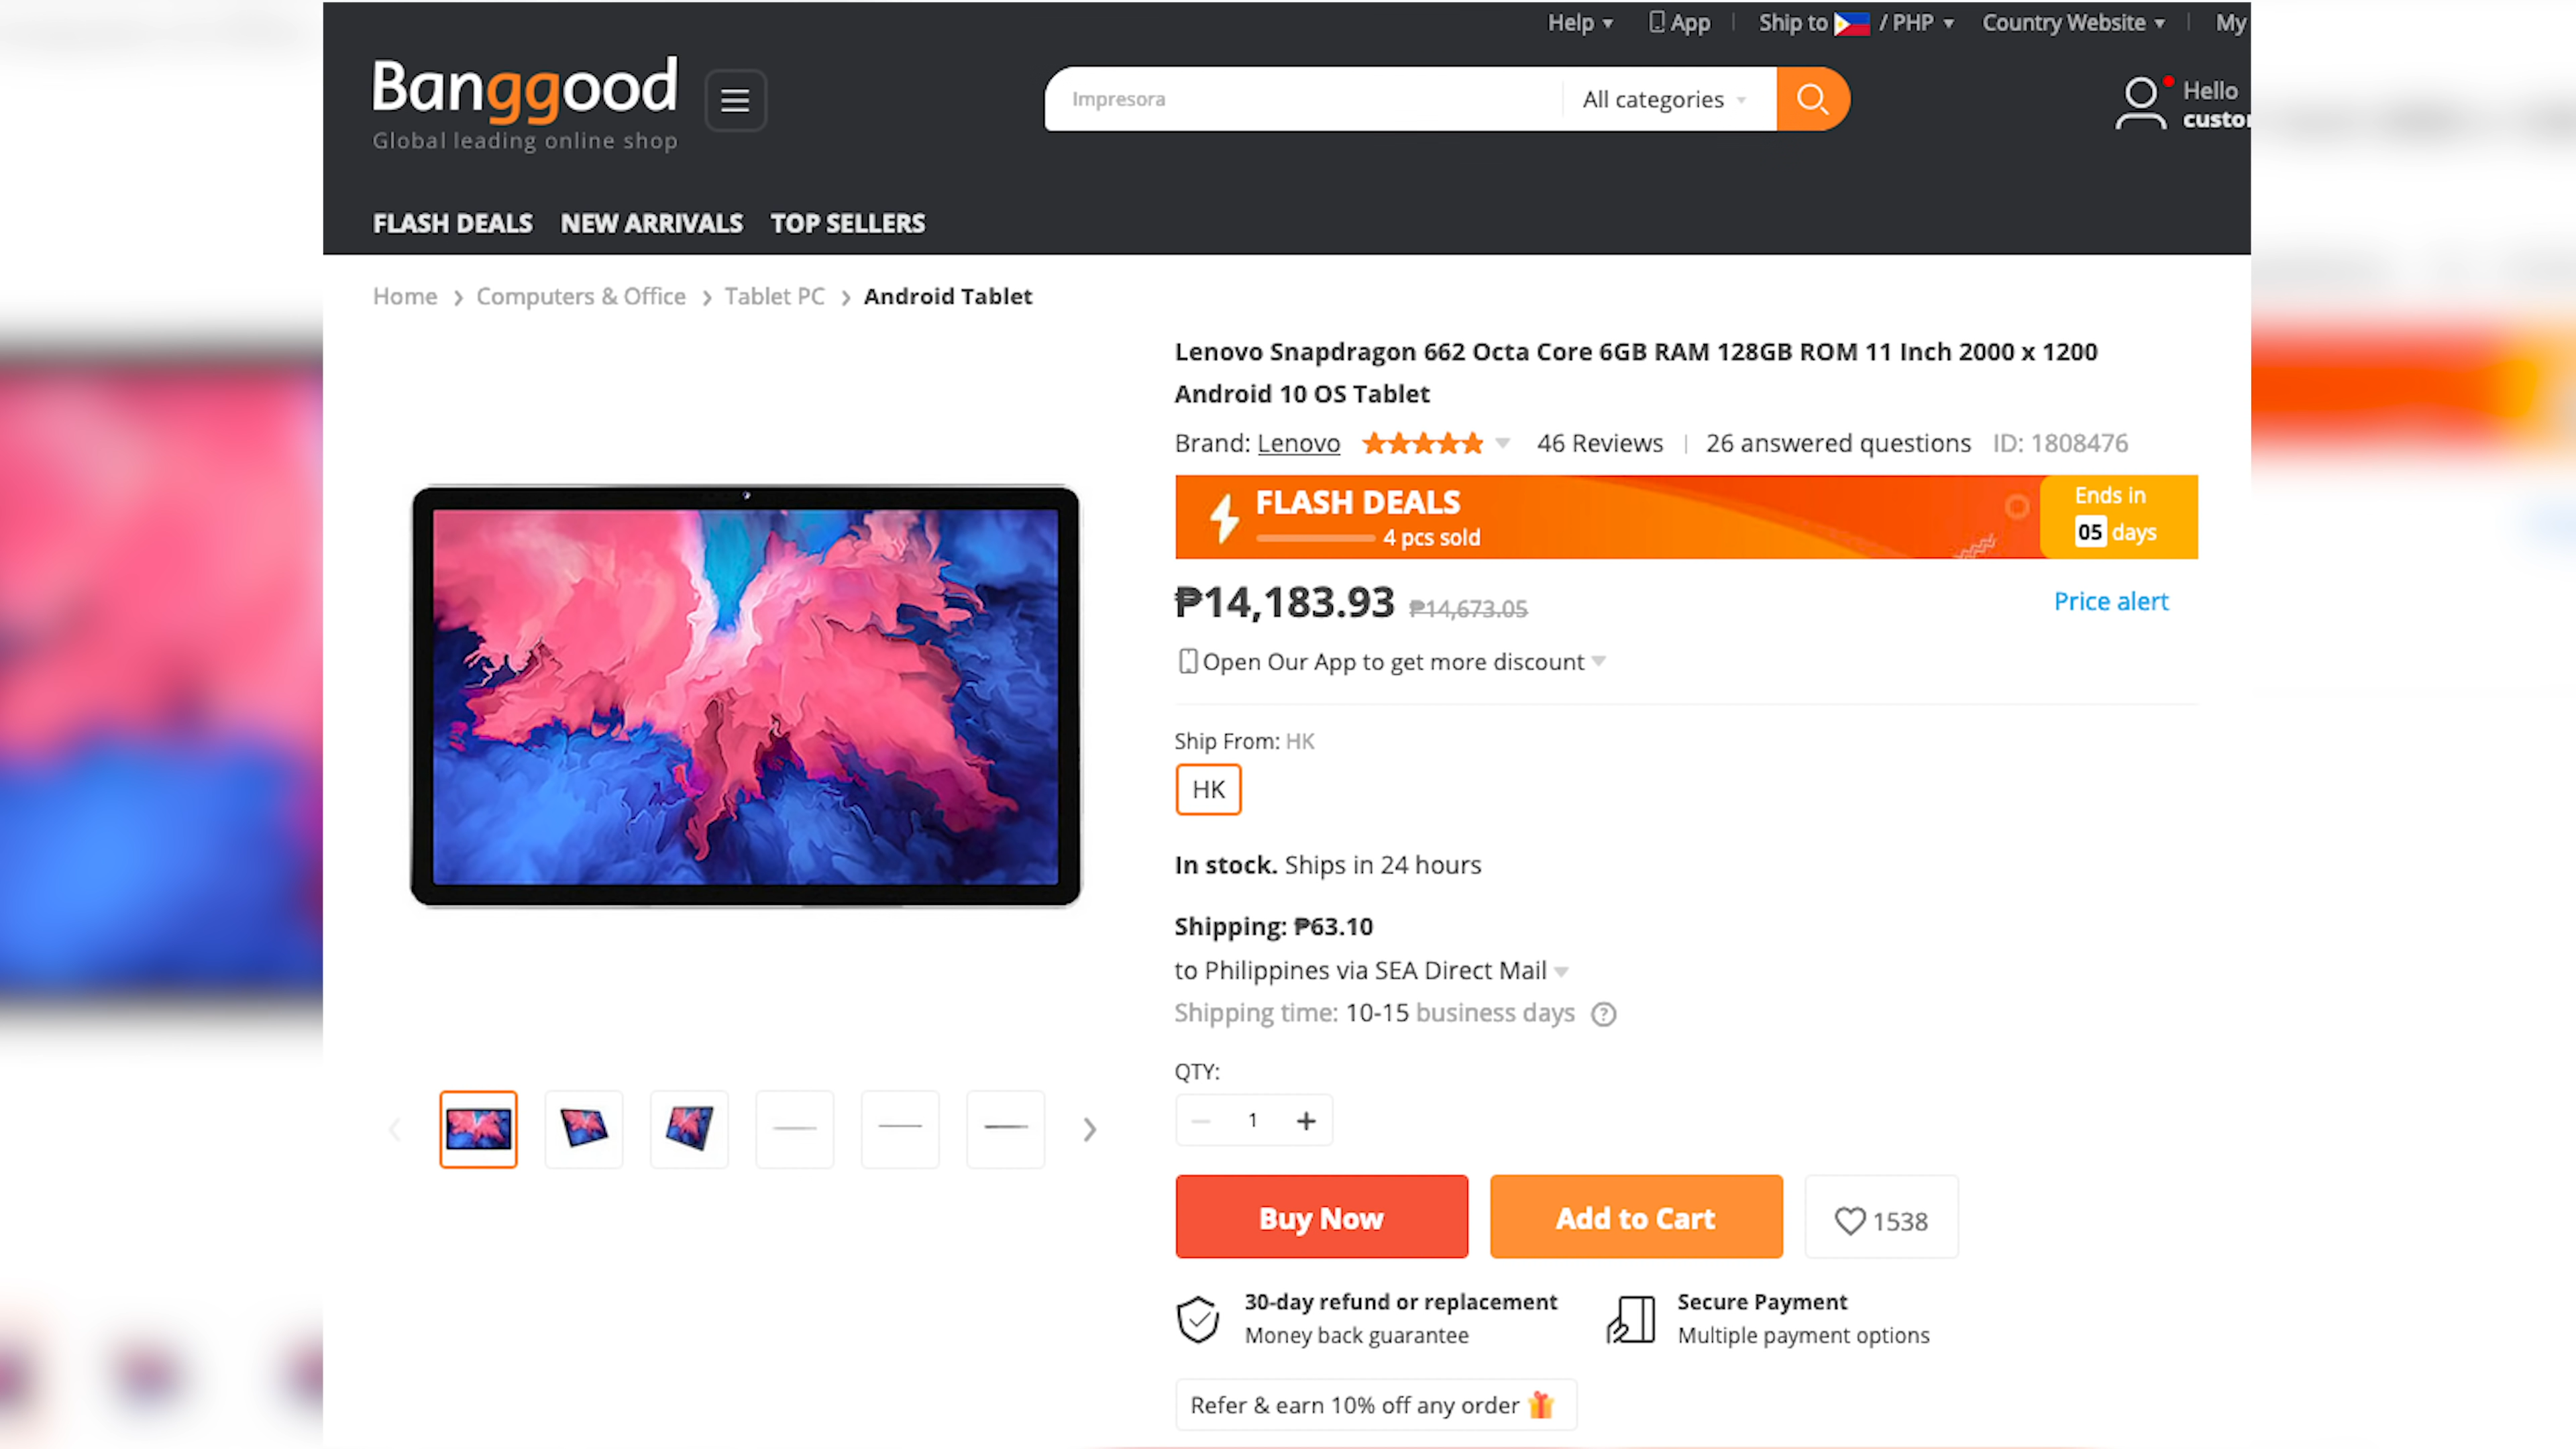 Help App Ship to / PHP Country Website My
Banggood
Global leading online shop
Impresora All categories
Hello
FLASH DEALS NEW ARRIVALS TOP SELLERS
Home > Computers & Office > Tablet PC > Android Tablet
Lenovo Snapdragon 662 Octa Core 6GB RAM 128GB ROM 11 Inch 2000 x 1200
Android 10 OS Tablet
Brand: Lenovo 46 Reviews | 26 answered questions ID: 1808476
FLASH DEALS
4 pcs sold
Ends in
05 days
₱14,183.93 ₱14,673.05
Price alert
Open Our App to get more discount
Ship From: HK
HK
In stock. Ships in 24 hours
Shipping: ₱63.10
to Philippines via SEA Direct Mail
Shipping time: 10-15 business days ?
QTY:
− 1 +
Buy Now Add to Cart 1538
30-day refund or replacement
Money back guarantee
Secure Payment
Multiple payment options
Refer & earn 10% off any order